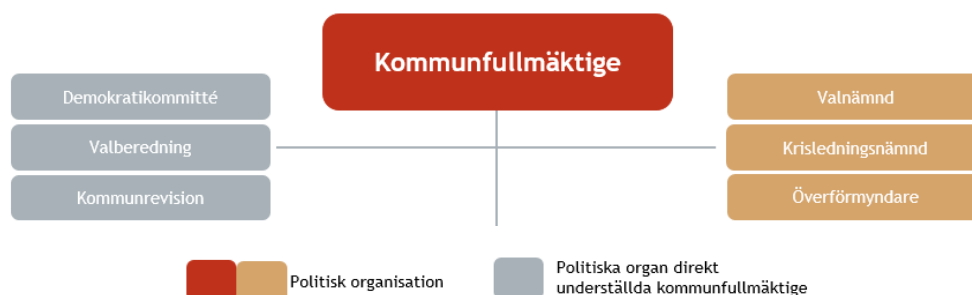 Kommunfullmäktige
Demokratikommitté
Valberedning
Kommunrevision
Valnämnd
Krisledningsnämnd
Överförmyndare
Politisk organisation
Politiska organ direkt
underställda kommunfullmäktige